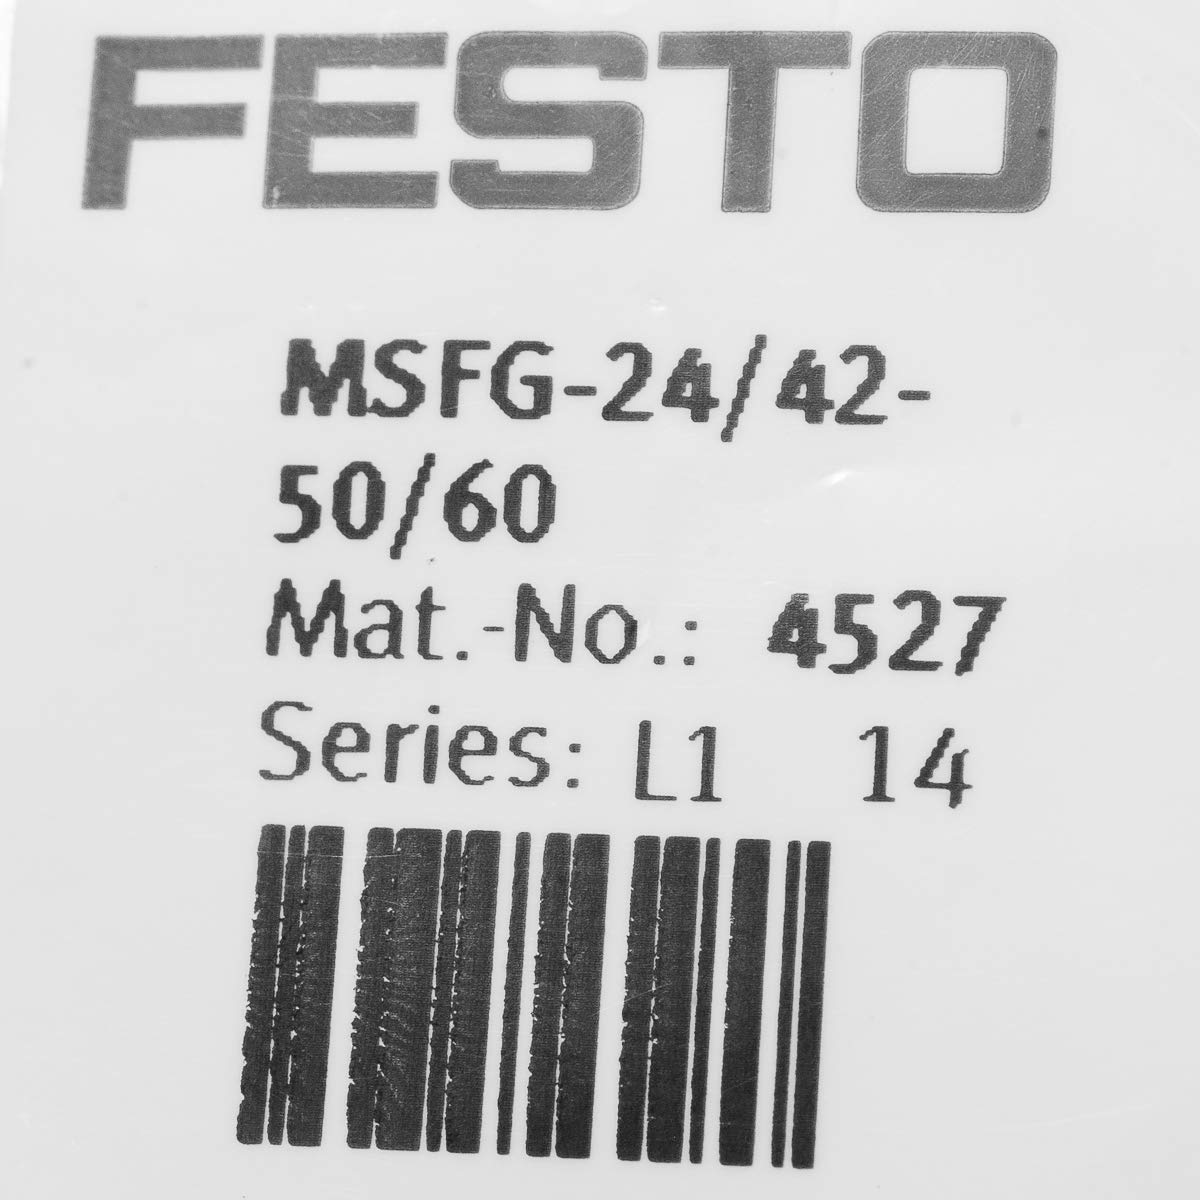 FESTO
MSFG-24/42-
50/60
Mat.-No.: 4527
Series: L1 14